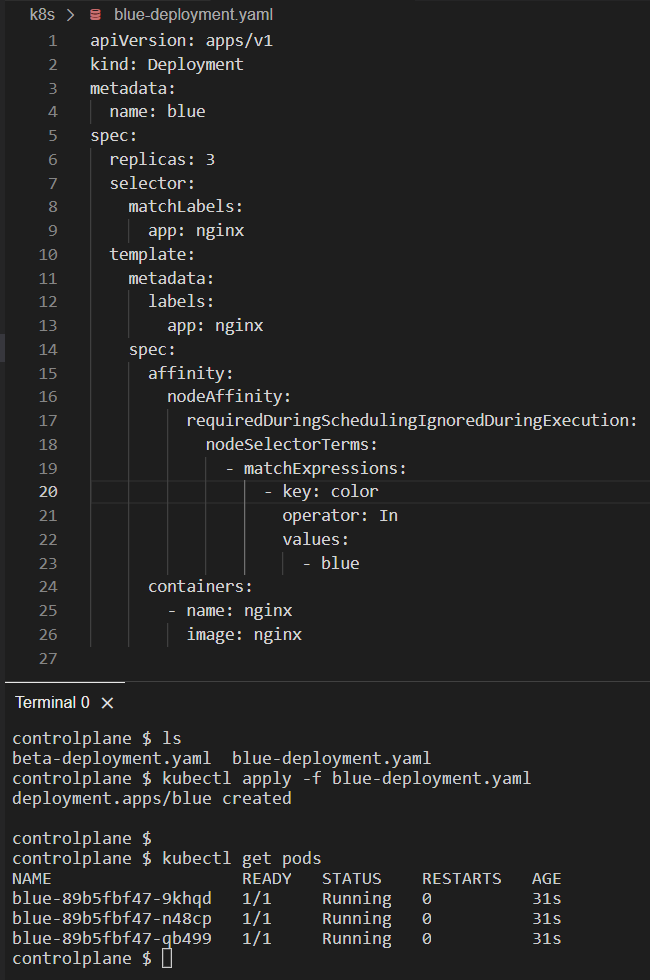 k8s > blue-deployment.yaml
1 apiVersion: apps/v1
2 kind: Deployment
3 metadata:
4   name: blue
5 spec:
6   replicas: 3
7   selector:
8     matchLabels:
9       app: nginx
10   template:
11     metadata:
12       labels:
13         app: nginx
14     spec:
15       affinity:
16         nodeAffinity:
17           requiredDuringSchedulingIgnoredDuringExecution:
18             nodeSelectorTerms:
19               - matchExpressions:
20                   - key: color
21                     operator: In
22                     values:
23                       - blue
24       containers:
25         - name: nginx
26           image: nginx
27
Terminal 0 ×
controlplane $ ls
beta-deployment.yaml  blue-deployment.yaml
controlplane $ kubectl apply -f blue-deployment.yaml
deployment.apps/blue created
controlplane $
controlplane $ kubectl get pods
NAME                   READY   STATUS    RESTARTS   AGE
blue-89b5fbf47-9khqd   1/1     Running   0          31s
blue-89b5fbf47-n48cp   1/1     Running   0          31s
blue-89b5fbf47-qb499   1/1     Running   0          31s
controlplane $